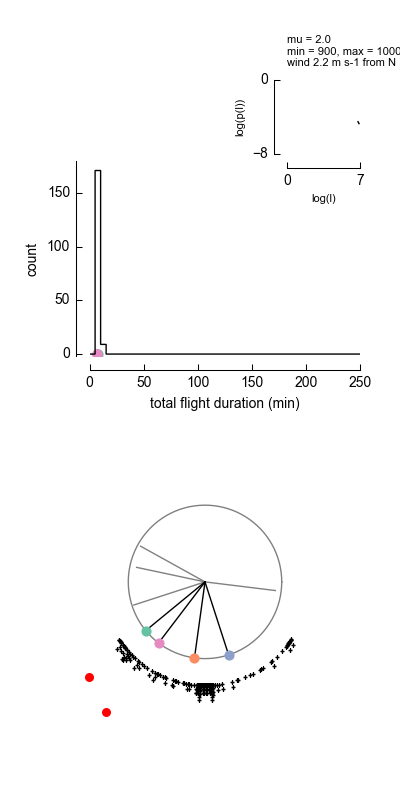 mu = 2.0
min = 900, max = 1000
wind 2.2 m s-1 from N
0
−8
log(p(l))
0 7
log(l)
150
100
50
0
count
0 50 100 150 200 250
total flight duration (min)